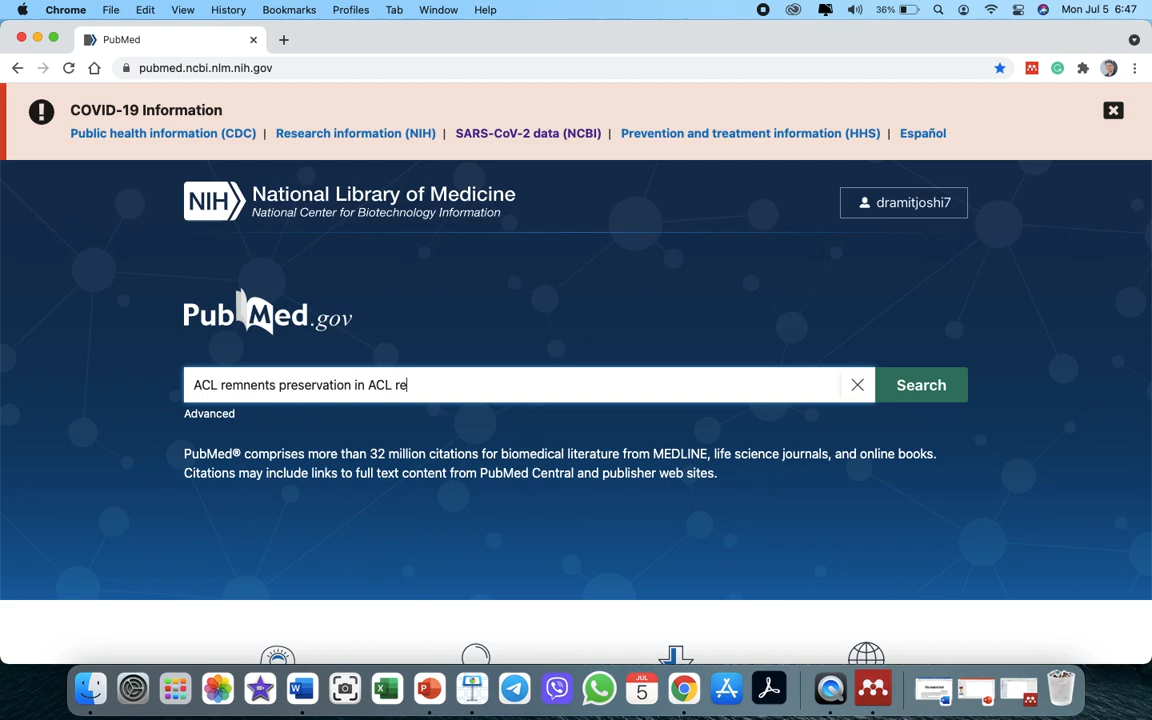 Chrome File Edit View History Bookmarks Profiles Tab Window Help 36% Mon Jul 5 6:47
PubMed
pubmed.ncbi.nlm.nih.gov
COVID-19 Information
Public health information (CDC) | Research information (NIH) | SARS-CoV-2 data (NCBI) | Prevention and treatment information (HHS) | Español
NIH National Library of Medicine
National Center for Biotechnology Information
dramitjoshi7
PubMed.gov
ACL remnents preservation in ACL re
Search
Advanced
PubMed® comprises more than 32 million citations for biomedical literature from MEDLINE, life science journals, and online books.
Citations may include links to full text content from PubMed Central and publisher web sites.
JUL
5